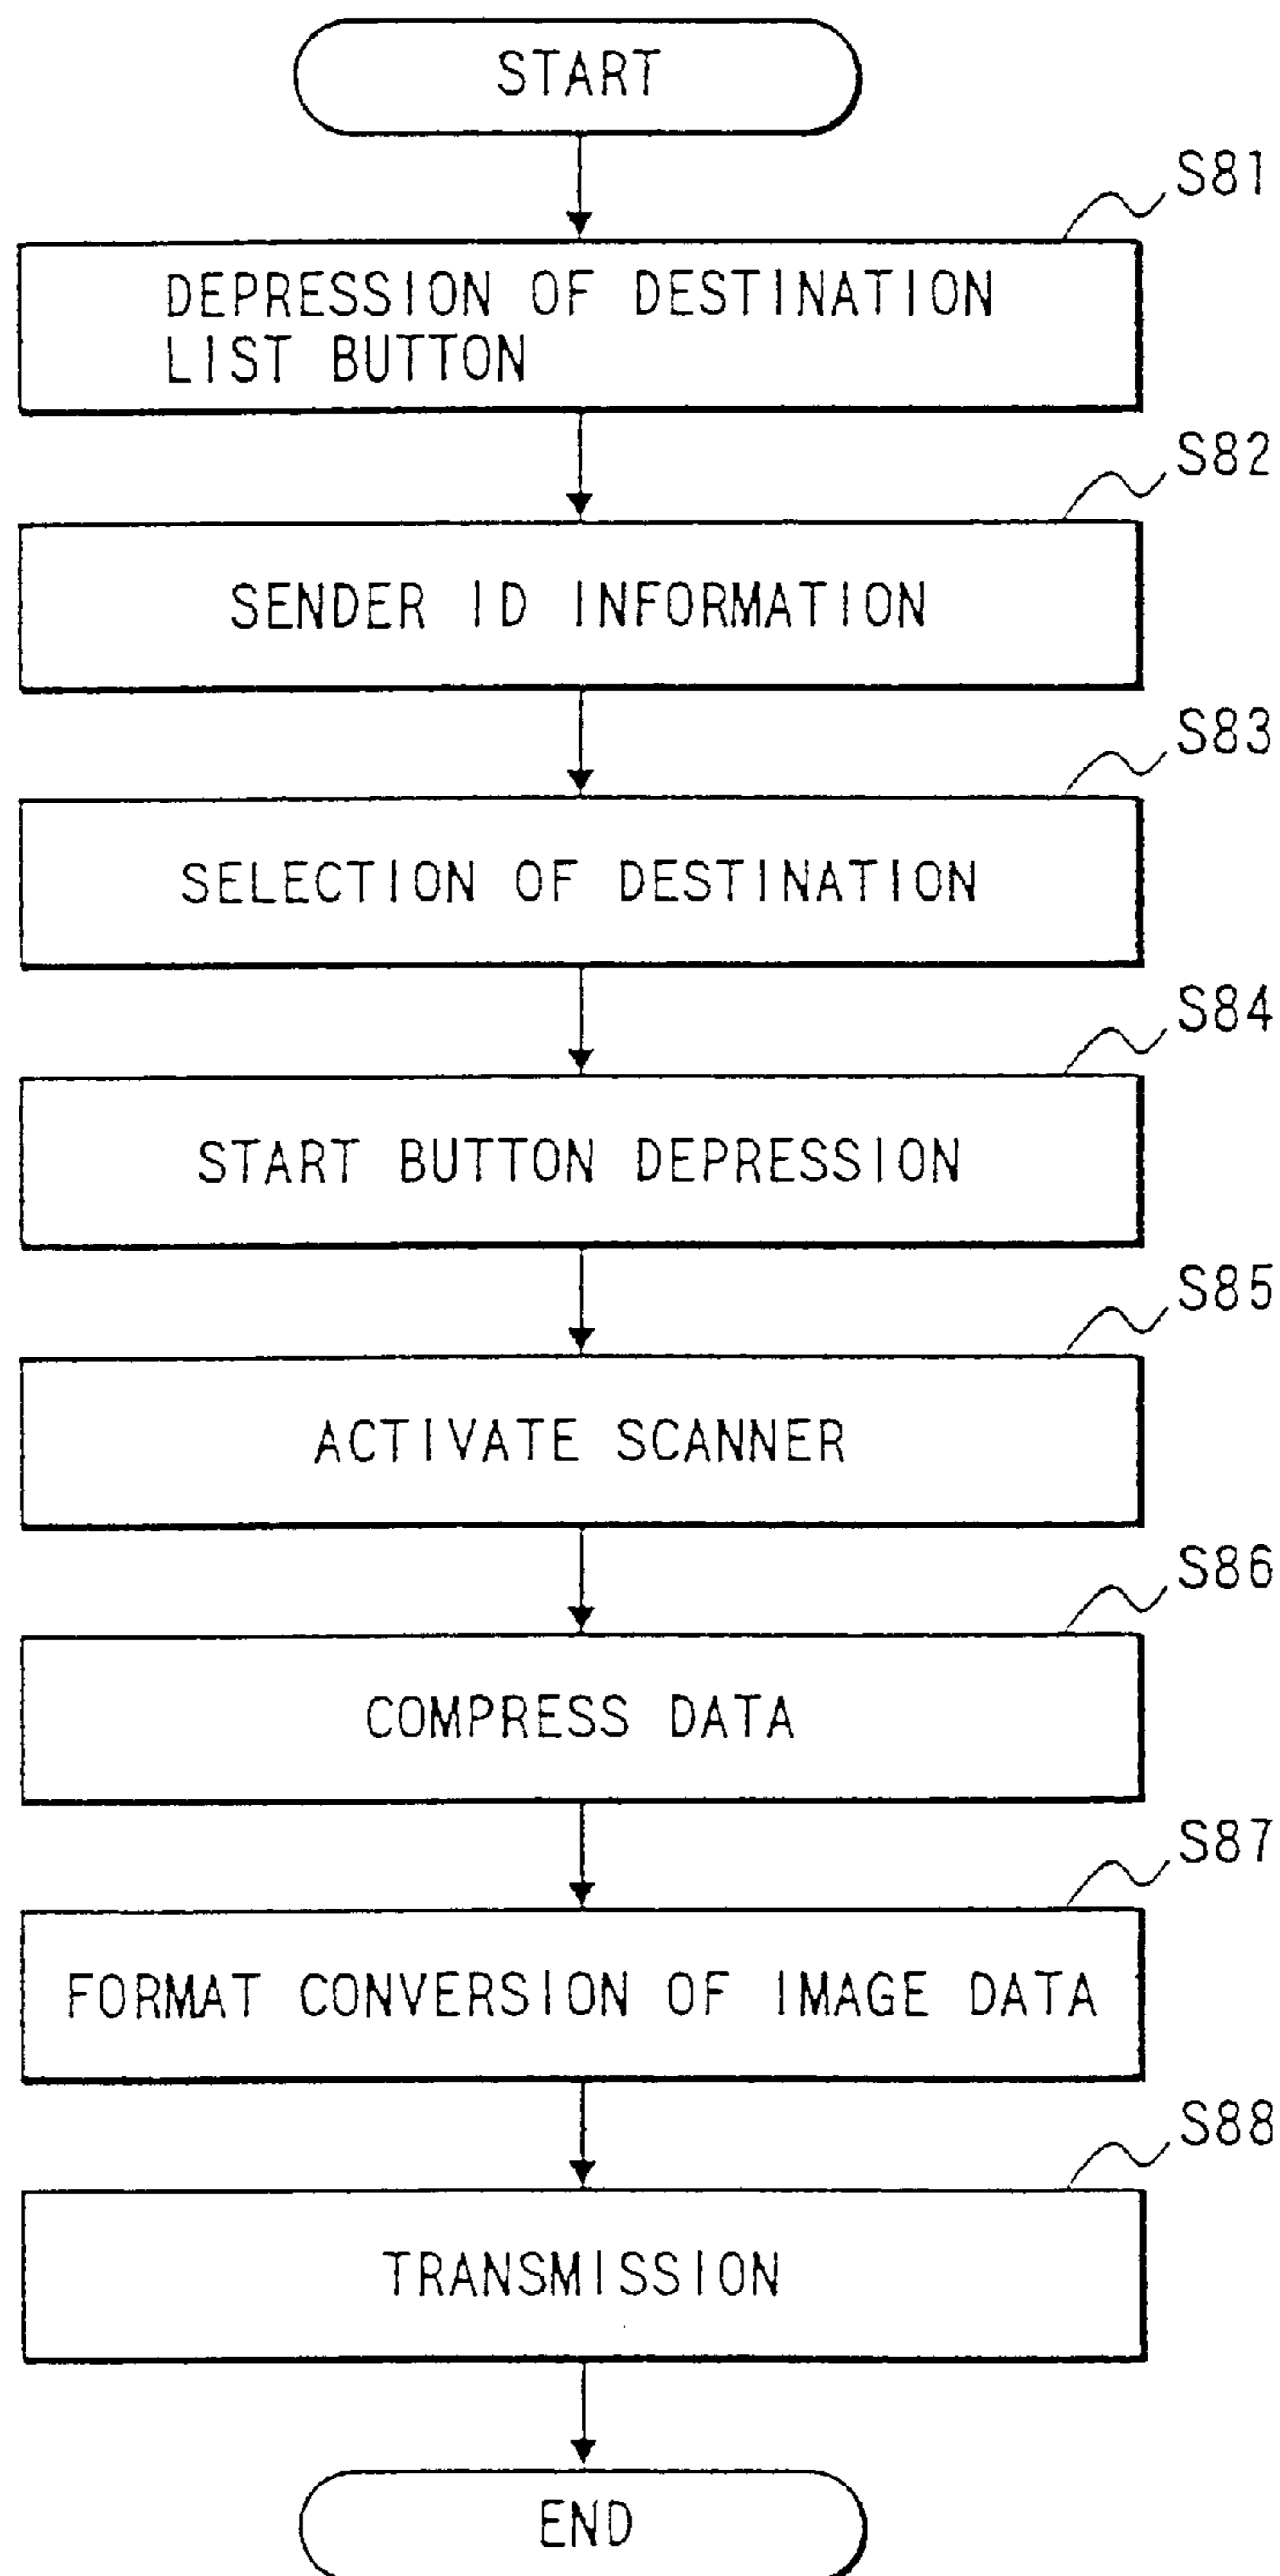 START
S81
DEPRESSION OF DESTINATION
LIST BUTTON
S82
SENDER ID INFORMATION
S83
SELECTION OF DESTINATION
S84
START BUTTON DEPRESSION
S85
ACTIVATE SCANNER
S86
COMPRESS DATA
S87
FORMAT CONVERSION OF IMAGE DATA
S88
TRANSMISSION
END